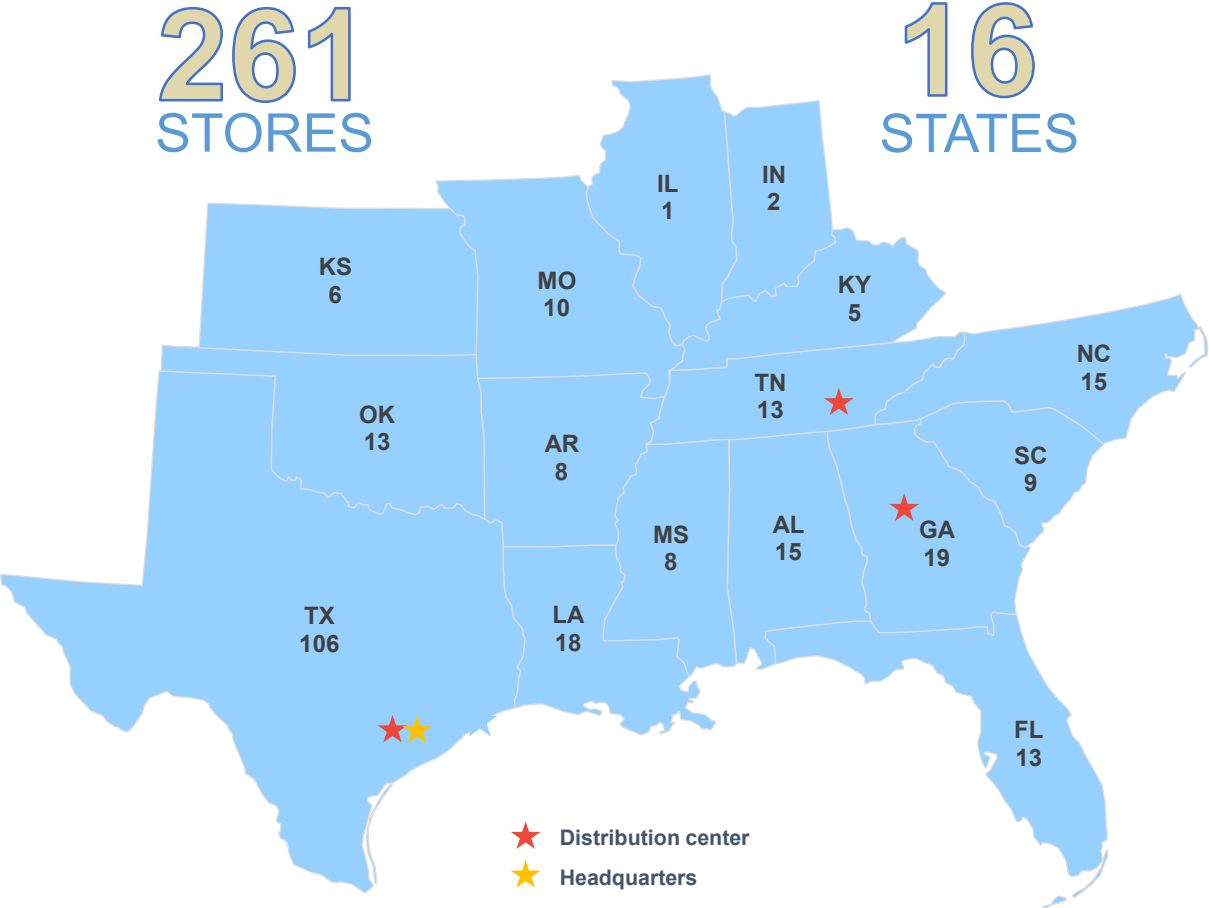 261
STORES
16
STATES
IL
1
IN
2
KS
6
MO
10
KY
5
NC
15
TN
13
OK
13
AR
8
SC
9
MS
8
AL
15
GA
19
TX
106
LA
18
FL
13
Distribution center
Headquarters